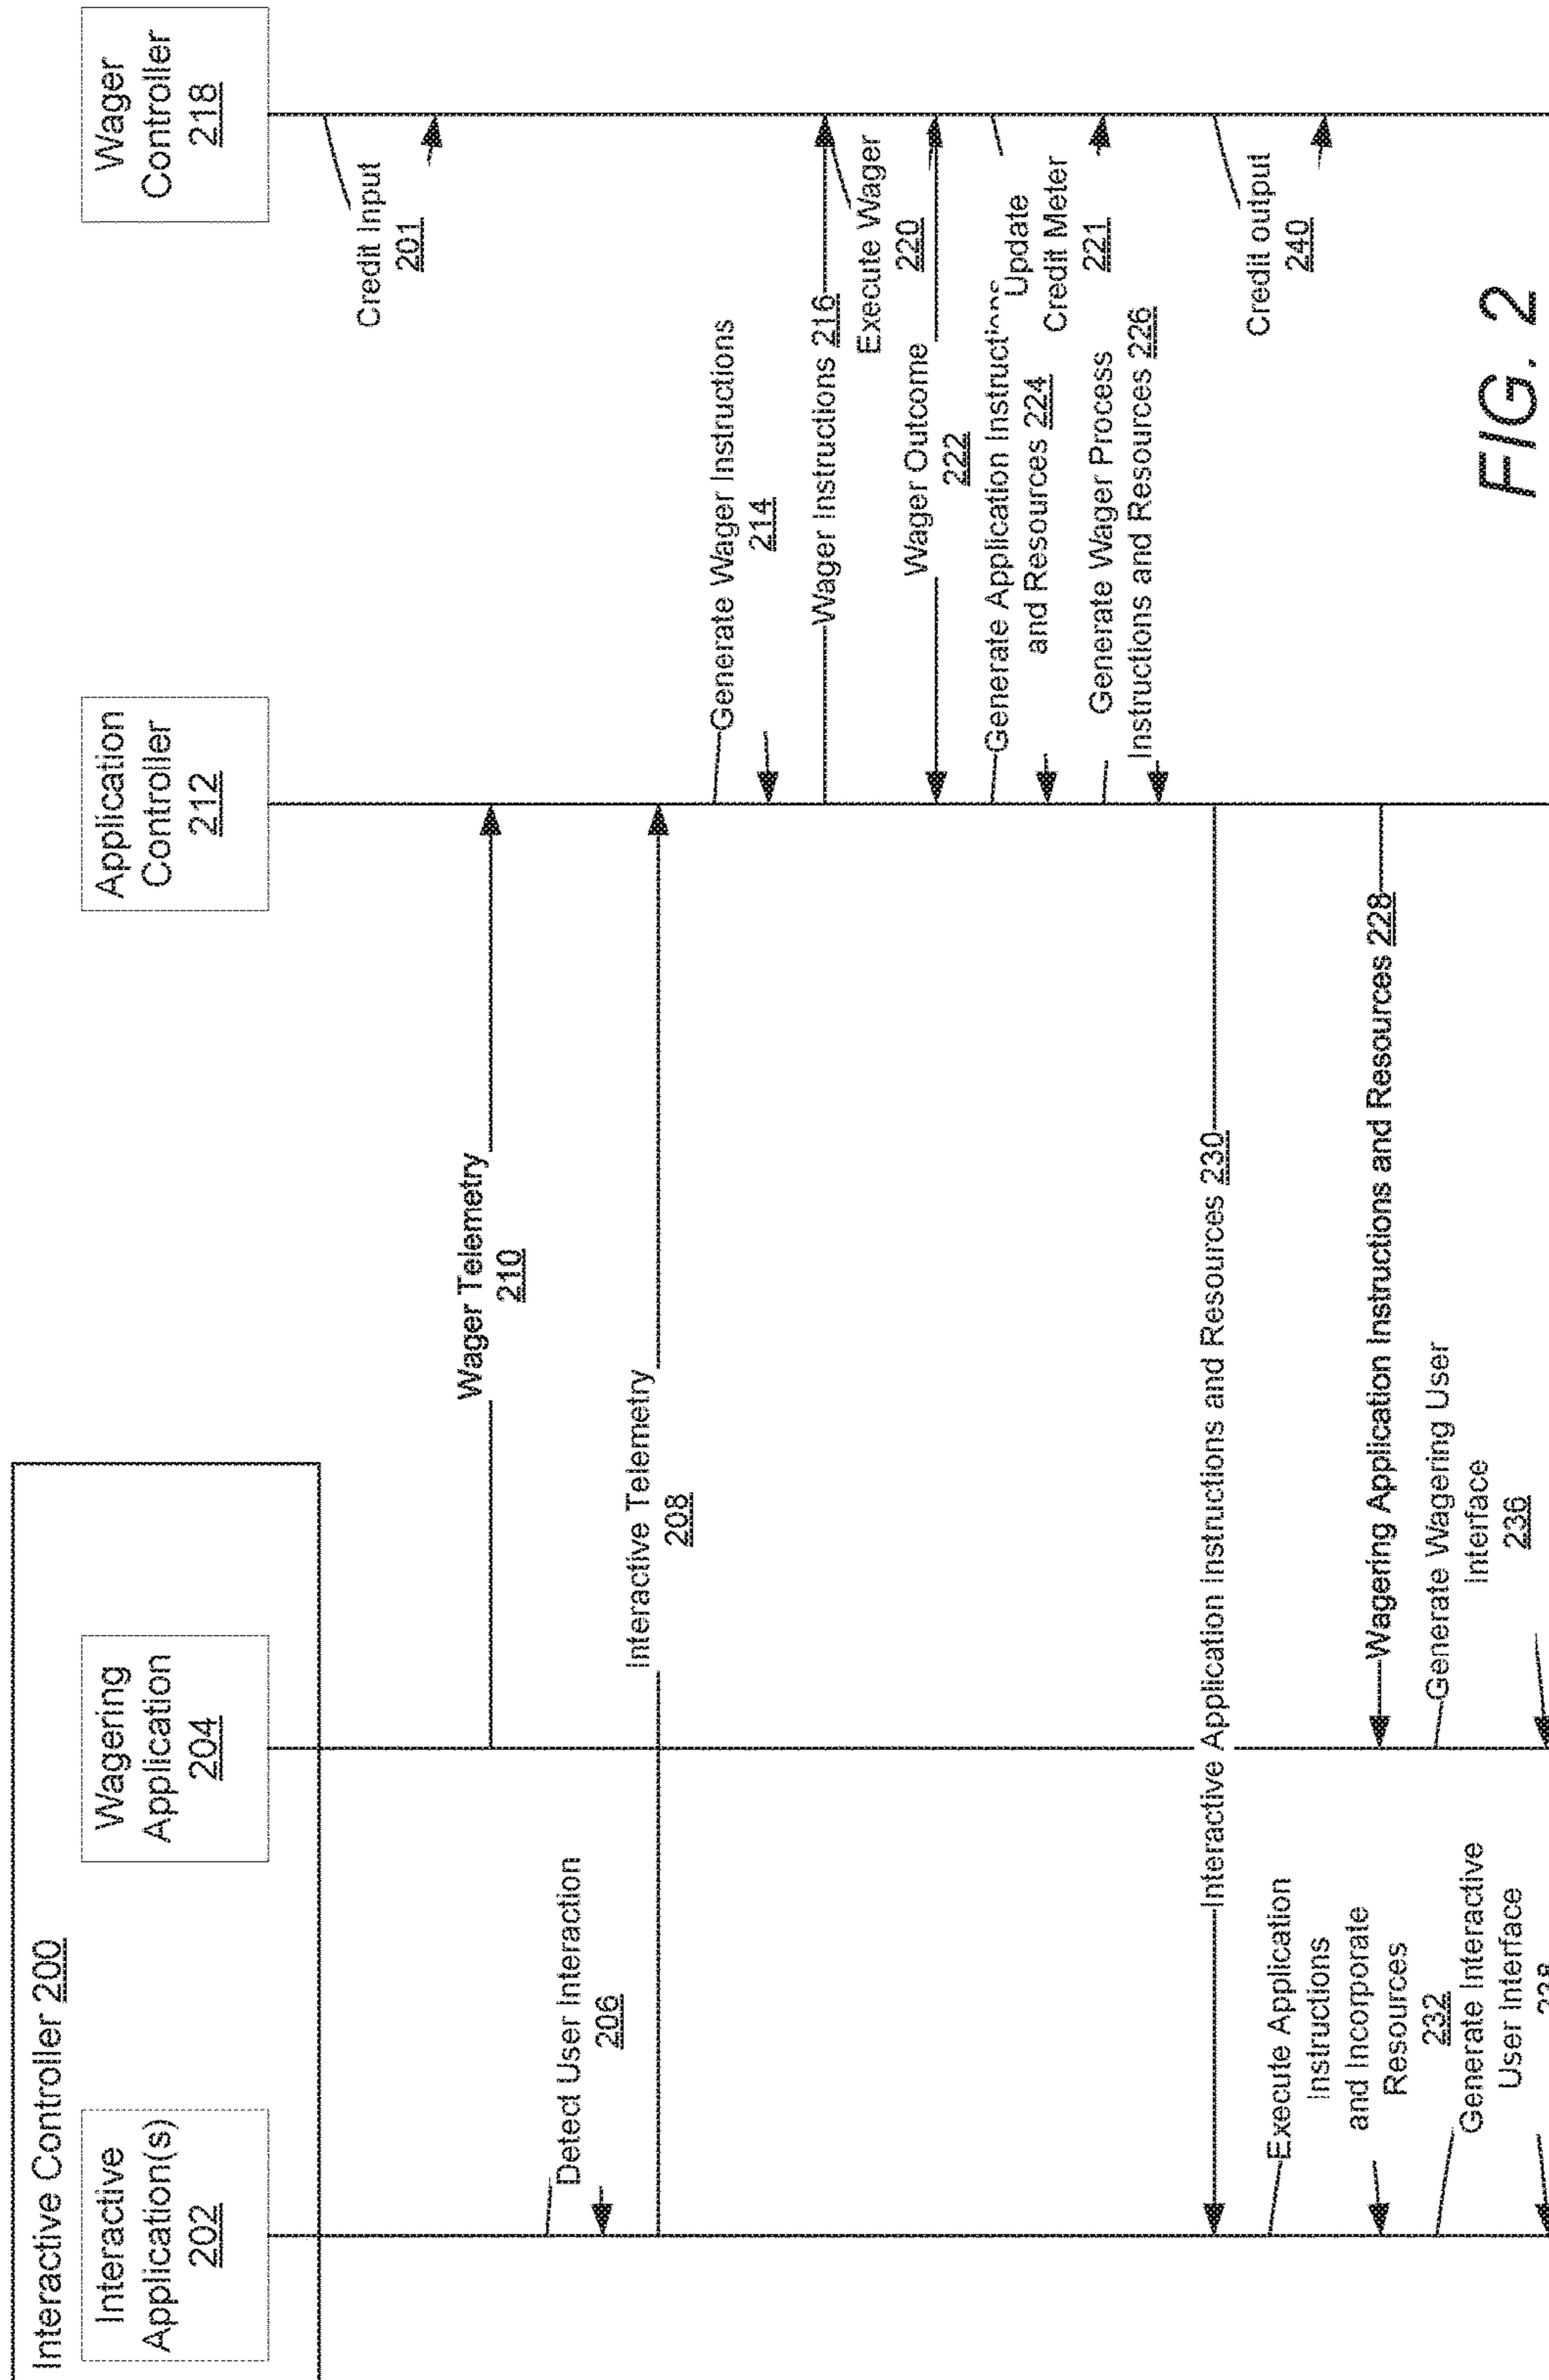 Interactive Controller 200
Interactive
Application(s)
202
Wagering
Application
204
Application
Controller
212
Wager
Controller
218
Credit Input
201
Wager Telemetry
210
Detect User Interaction
206
Interactive Telemetry
208
Generate Wager Instructions
214
Wager Instructions 216
Execute Wager
220
Wager Outcome
222
Generate Application Instructions
and Resources 224
Update
Credit Meter
221
Generate Wager Process
Instructions and Resources 226
Interactive Application Instructions and Resources 230
Credit output
240
Execute Application
Instructions
and Incorporate
Resources
232
Wagering Application Instructions and Resources 228
Generate Wagering User
Interface
236
Generate Interactive
User Interface
FIG. 2